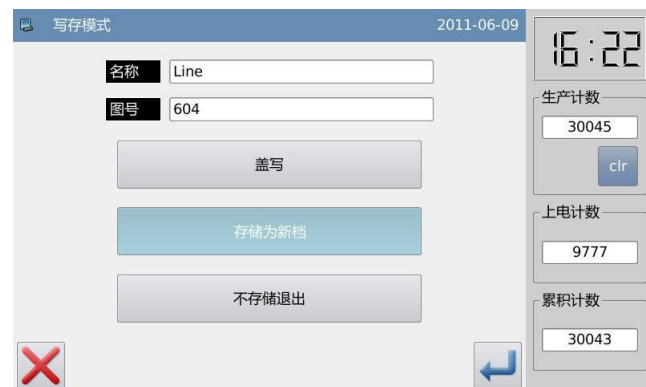 写存模式 2011-06-09
16:22
名称 Line
图号 604
盖写
存储为新档
不存储退出
生产计数
30045
clr
上电计数
9777
累积计数
30043